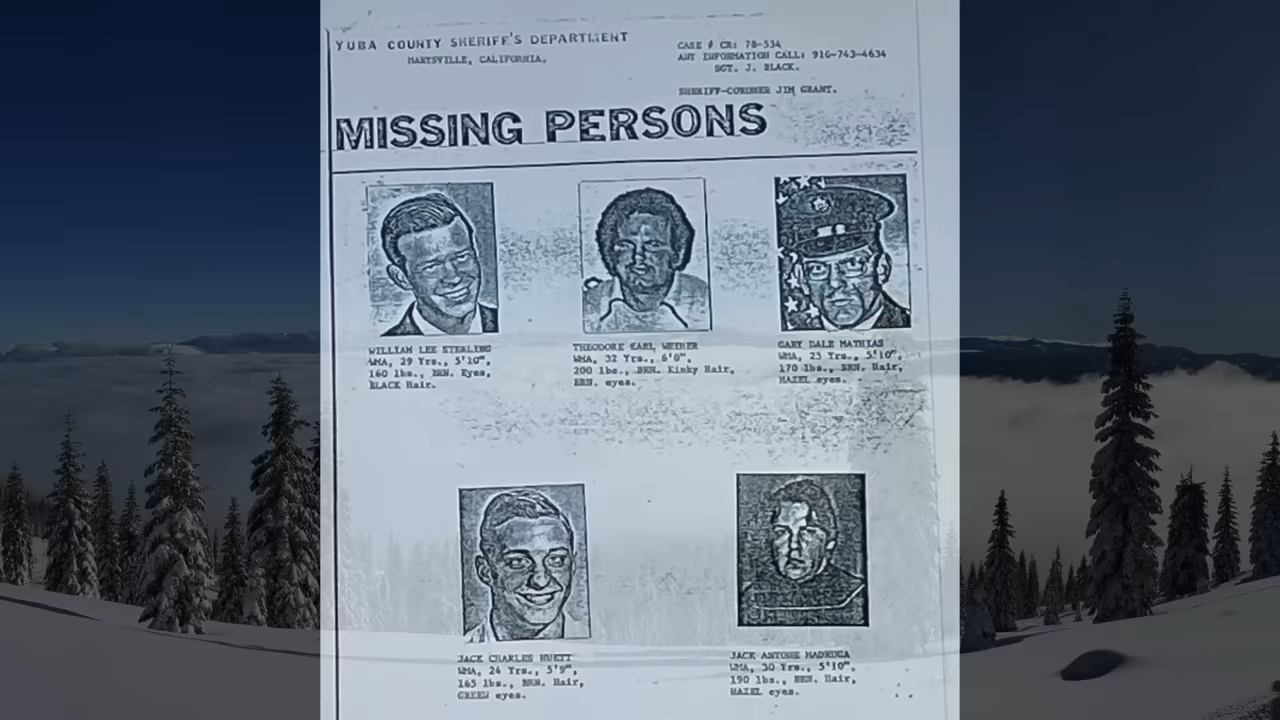 YUBA COUNTY SHERIFF'S DEPARTMENT
MARYSVILLE, CALIFORNIA.
CASE # CR: 78-534
ANY INFORMATION CALL: 916-743-4634
SGT. J. BLACK.
SHERIFF-CORONER JIM GRANT.
MISSING PERSONS
WILLIAM LEE STERLING
WMA, 29 Yrs., 5'10",
160 lbs., BRN. Eyes,
BLACK Hair.
THEODORE EARL WEIHER
WMA, 32 Yrs., 6'0",
200 lbs., BRN. Kinky Hair,
BRN. eyes.
GARY DALE MATHIAS
WMA, 25 Yrs., 5'10",
170 lbs., BRN. Hair,
HAZEL eyes.
JACK CHARLES HUETT
WMA, 24 Yrs., 5'9",
165 lbs., BRN. Hair,
GREEN eyes.
JACK ANTONE MADRUGA
WMA, 30 Yrs., 5'10",
190 lbs., BRN. Hair,
HAZEL eyes.